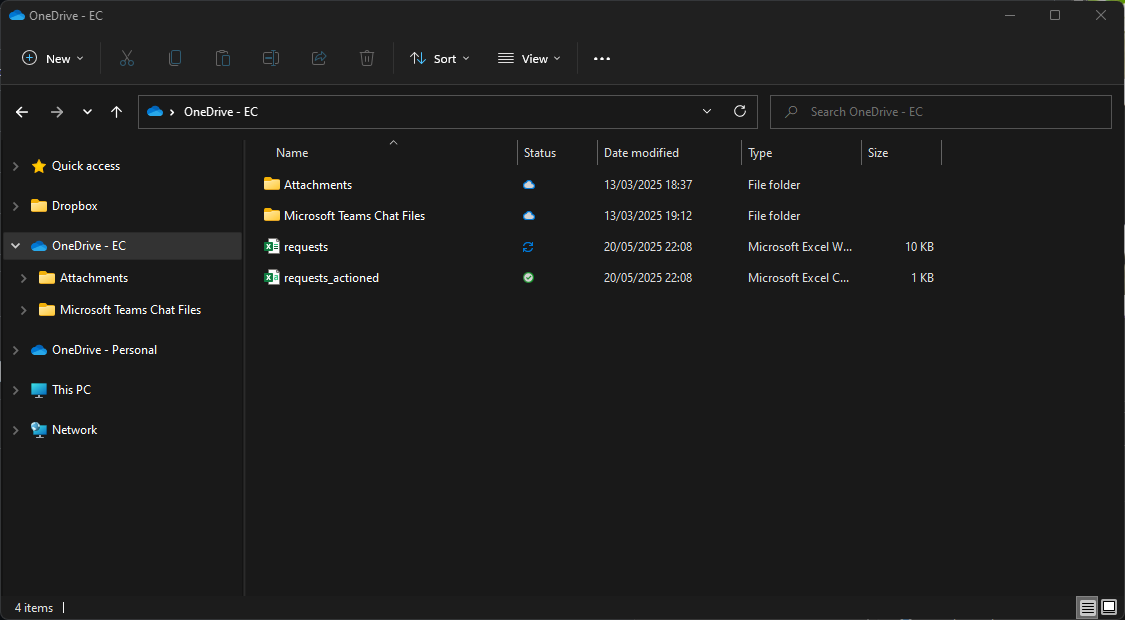 OneDrive - EC
New
Sort
View
OneDrive - EC
Search OneDrive - EC
Name Status Date modified Type Size
Quick access
Dropbox
OneDrive - EC
Attachments
Microsoft Teams Chat Files
OneDrive - Personal
This PC
Network
Attachments 13/03/2025 18:37 File folder
Microsoft Teams Chat Files 13/03/2025 19:12 File folder
requests 20/05/2025 22:08 Microsoft Excel W... 10 KB
requests_actioned 20/05/2025 22:08 Microsoft Excel C... 1 KB
4 items